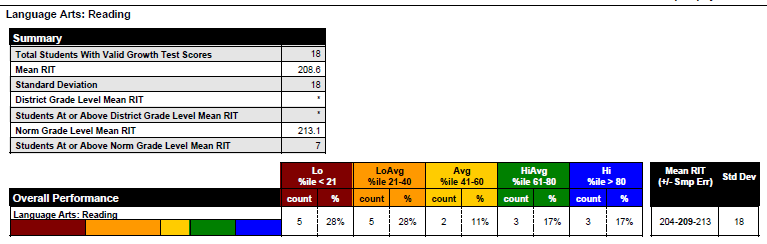 Language Arts: Reading
Summary
Total Students With Valid Growth Test Scores 18
Mean RIT 208.6
Standard Deviation 18
District Grade Level Mean RIT *
Students At or Above District Grade Level Mean RIT *
Norm Grade Level Mean RIT 213.1
Students At or Above Norm Grade Level Mean RIT 7
Lo LoAvg Avg HiAvg Hi Mean RIT
%ile < 21 %ile 21-40 %ile 41-60 %ile 61-80 %ile > 80 (+/- Smp Err) Std Dev
Overall Performance count % count % count % count % count %
Language Arts: Reading
5 28% 5 28% 2 11% 3 17% 3 17% 204-209-213 18